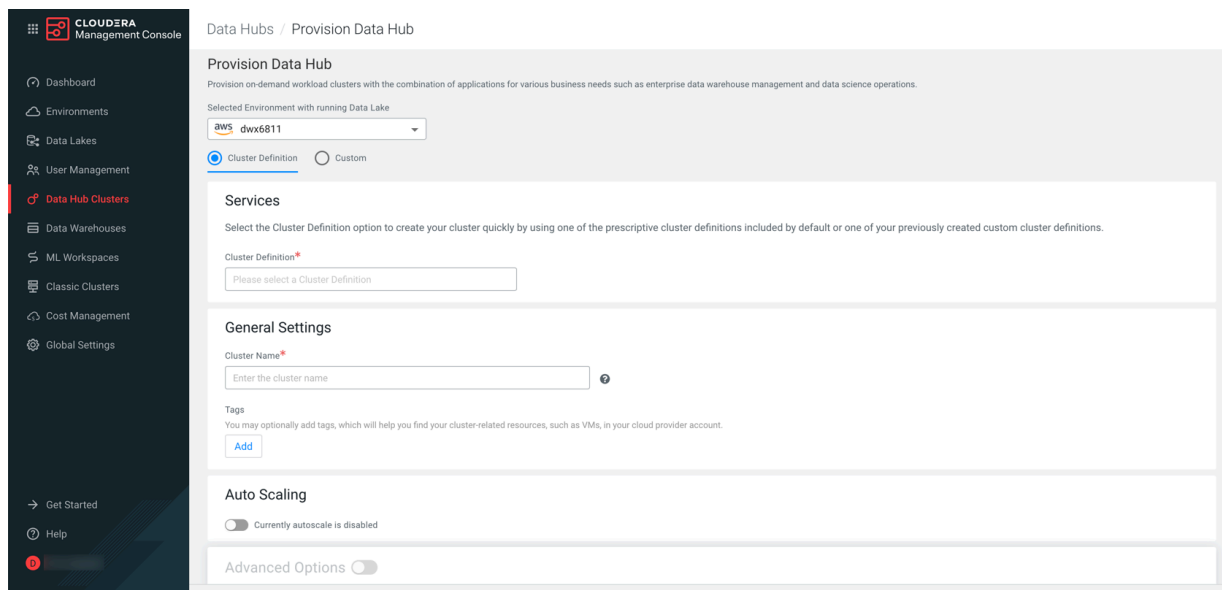 CLOUDERA
Management Console
Dashboard
Environments
Data Lakes
User Management
Data Hub Clusters
Data Warehouses
ML Workspaces
Classic Clusters
Cost Management
Global Settings
Get Started
Help
D
Data Hubs / Provision Data Hub
Provision Data Hub
Provision on-demand workload clusters with the combination of applications for various business needs such as enterprise data warehouse management and data science operations.
Selected Environment with running Data Lake
aws dwx6811
Cluster Definition Custom
Services
Select the Cluster Definition option to create your cluster quickly by using one of the prescriptive cluster definitions included by default or one of your previously created custom cluster definitions.
Cluster Definition*
Please select a Cluster Definition
General Settings
Cluster Name*
Enter the cluster name
Tags
You may optionally add tags, which will help you find your cluster-related resources, such as VMs, in your cloud provider account.
Add
Auto Scaling
Currently autoscale is disabled
Advanced Options